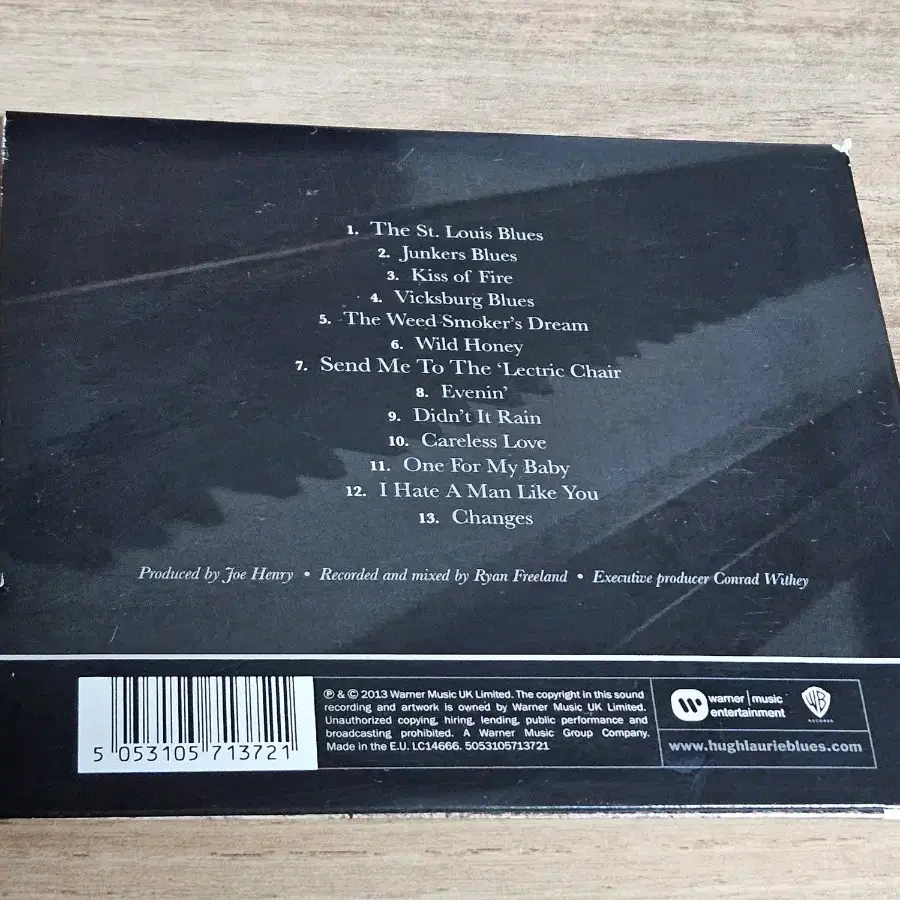 1. The St. Louis Blues
2. Junkers Blues
3. Kiss of Fire
4. Vicksburg Blues
5. The Weed Smoker's Dream
6. Wild Honey
7. Send Me To The 'Lectric Chair
8. Evenin'
9. Didn't It Rain
10. Careless Love
11. One For My Baby
12. I Hate A Man Like You
13. Changes
Produced by Joe Henry • Recorded and mixed by Ryan Freeland • Executive producer Conrad Withey
5 053105 713721
℗ & © 2013 Warner Music UK Limited. The copyright in this sound
recording and artwork is owned by Warner Music UK Limited.
Unauthorized copying, hiring, lending, public performance and
broadcasting prohibited. A Warner Music Group Company.
Made in the E.U. LC14666. 5053105713721
warner | music
entertainment
WB
RECORDS
www.hughlaurieblues.com